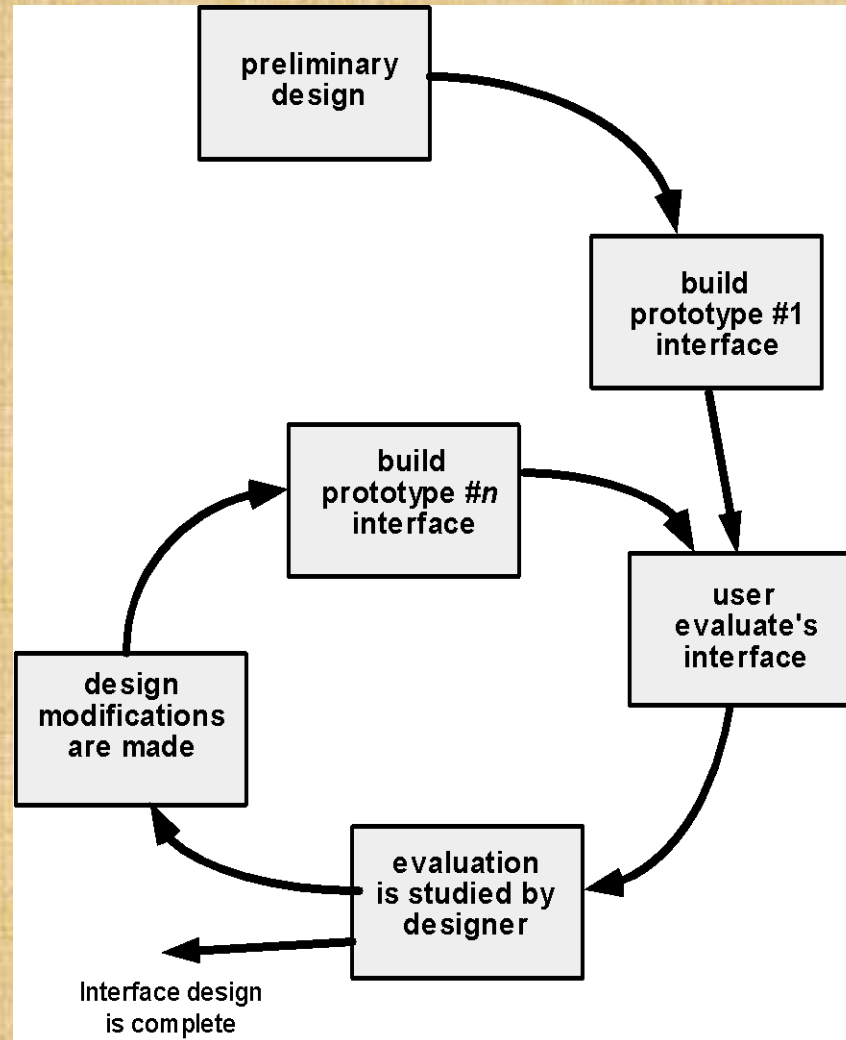 preliminary
design
build
prototype #1
interface
build
prototype #n
interface
user
evaluate's
interface
design
modifications
are made
evaluation
is studied by
designer
Interface design
is complete